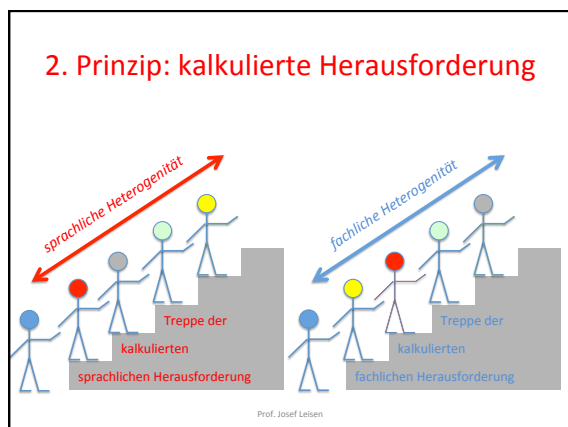 2. Prinzip: kalkulierte Herausforderung
sprachliche Heterogenität
Treppe der
kalkulierten
sprachlichen Herausforderung
fachliche Heterogenität
Treppe der
kalkulierten
fachlichen Herausforderung
Prof. Josef Leisen